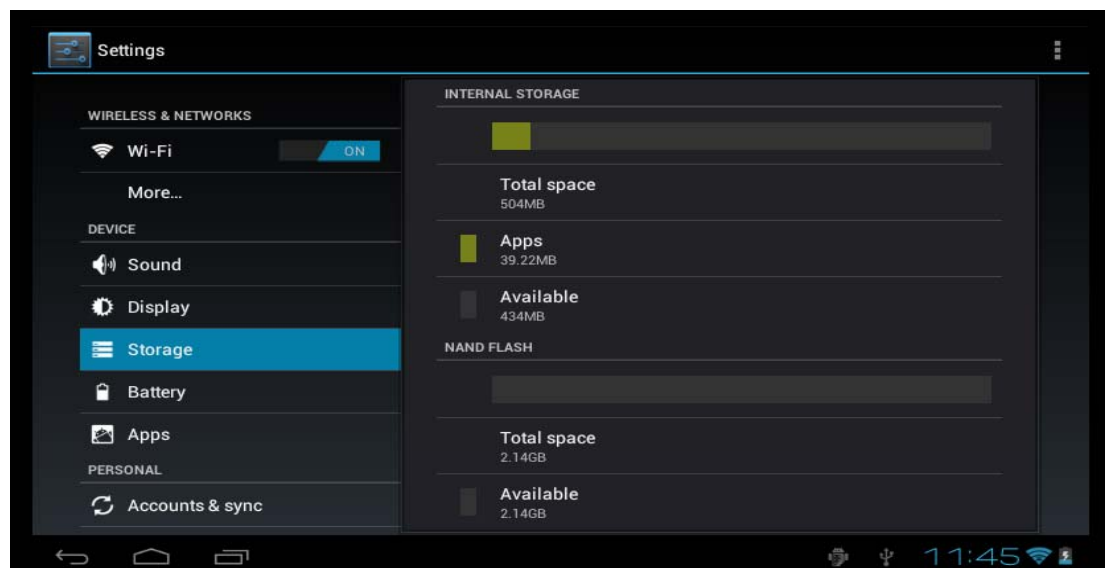 Settings
WIRELESS & NETWORKS
Wi-Fi
ON
More...
DEVICE
Sound
Display
Storage
Battery
Apps
PERSONAL
Accounts & sync
INTERNAL STORAGE
Total space
504MB
Apps
39.22MB
Available
434MB
NAND FLASH
Total space
2.14GB
Available
2.14GB
11:45